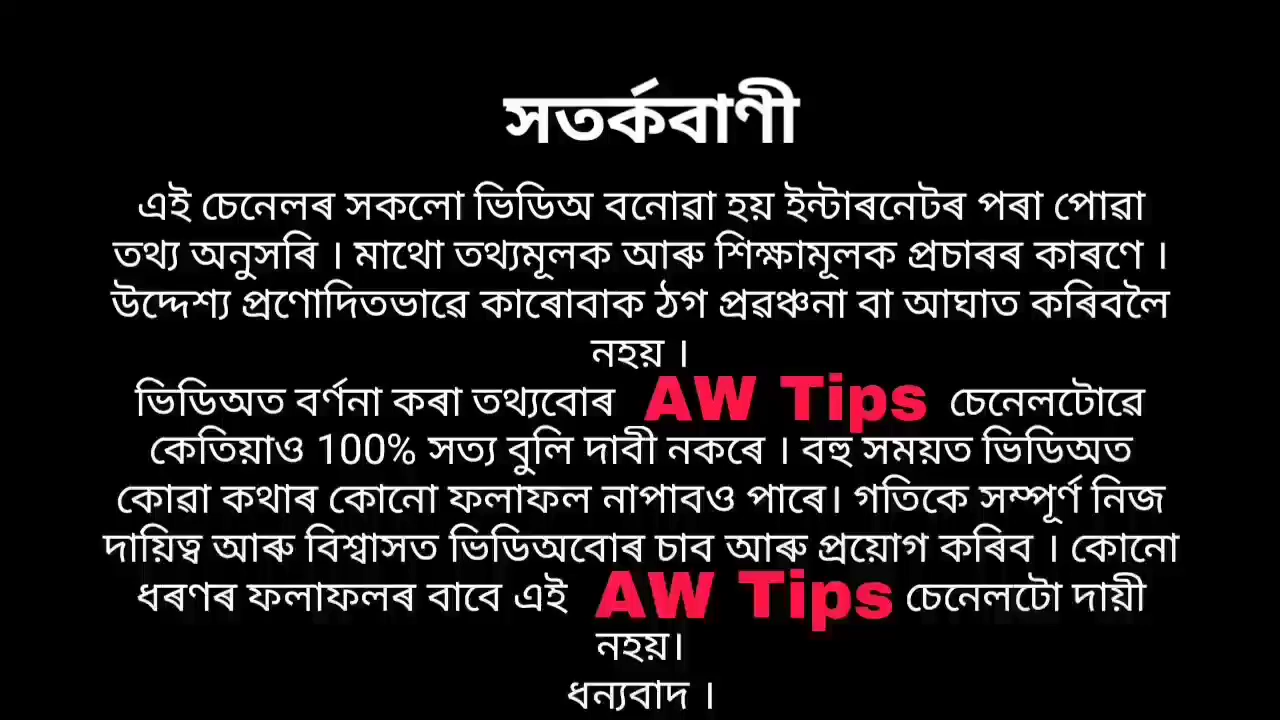 সতৰ্কবাণী
এই চেনেলৰ সকলো ভিডিঅ বনোৱা হয় ইন্টাৰনেটৰ পৰা পোৱা
তথ্য অনুসৰি । মাথো তথ্যমূলক আৰু শিক্ষামূলক প্ৰচাৰৰ কাৰণে ।
উদ্দেশ্য প্ৰণোদিতভাৱে কাৰোবাক ঠগ প্ৰৱঞ্চনা বা আঘাত কৰিবলৈ
নহয় ।
ভিডিঅত বৰ্ণনা কৰা তথ্যবোৰ AW Tips চেনেলটোৱে
কেতিয়াও 100% সত্য বুলি দাবী নকৰে । বহু সময়ত ভিডিঅত
কোৱা কথাৰ কোনো ফলাফল নাপাবও পাৰে। গতিকে সম্পূৰ্ণ নিজ
দায়িত্ব আৰু বিশ্বাসত ভিডিঅবোৰ চাব আৰু প্ৰয়োগ কৰিব । কোনো
ধৰণৰ ফলাফলৰ বাবে এই AW Tips চেনেলটো দায়ী
নহয়।
ধন্যবাদ ।